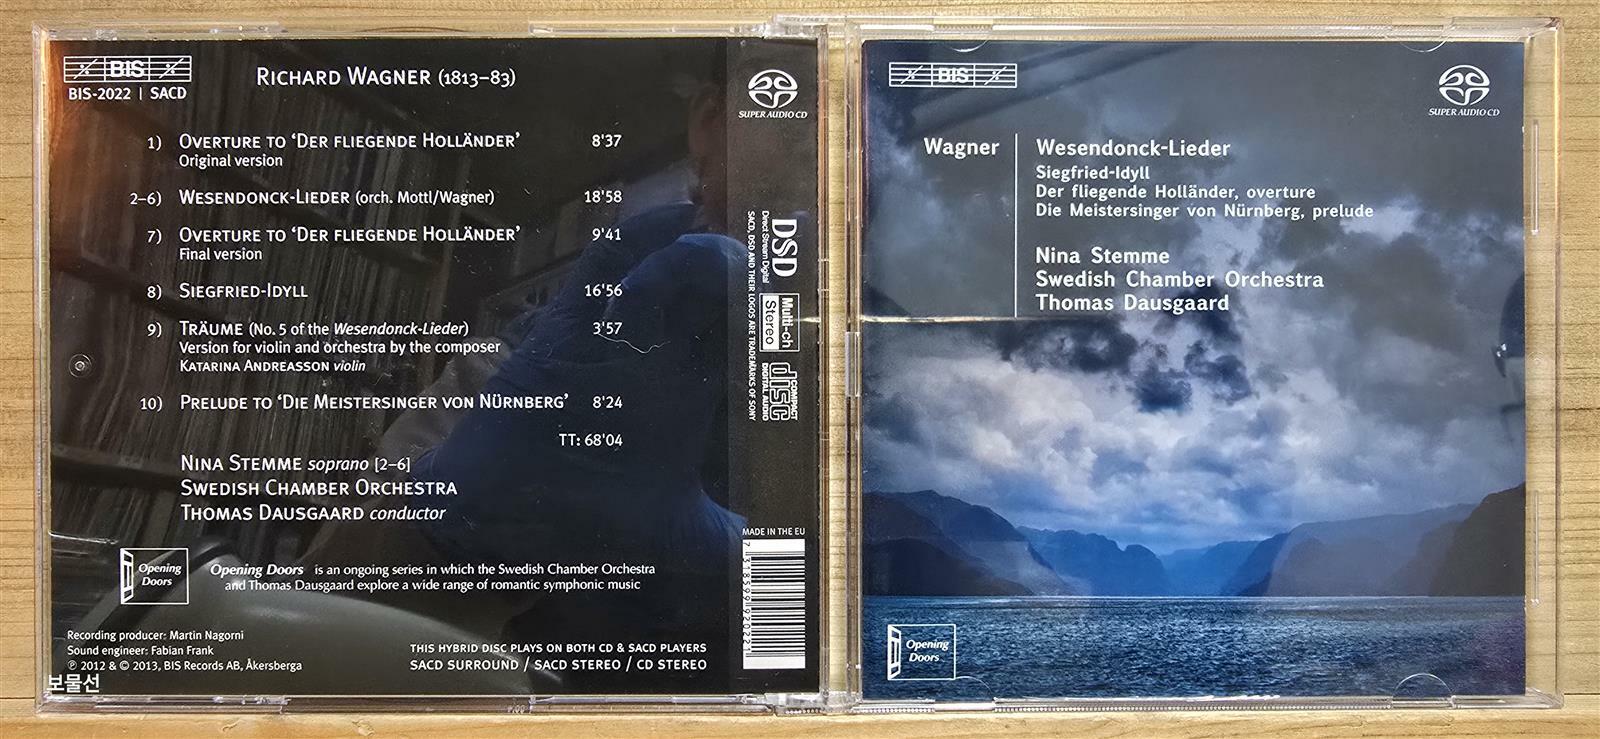 BIS
BIS-2022 | SACD
RICHARD WAGNER (1813–83)
SUPER AUDIO CD
1) OVERTURE TO ‘DER FLIEGENDE HOLLÄNDER’ 8'37
Original version
2–6) WESENDONCK-LIEDER (orch. Mottl/Wagner) 18'58
7) OVERTURE TO ‘DER FLIEGENDE HOLLÄNDER’ 9'41
Final version
8) SIEGFRIED-IDYLL 16'56
9) TRÄUME (No. 5 of the Wesendonck-Lieder) 3'57
Version for violin and orchestra by the composer
KATARINA ANDREASSON violin
10) PRELUDE TO ‘DIE MEISTERSINGER VON NÜRNBERG’ 8'24
TT: 68'04
NINA STEMME soprano [2–6]
SWEDISH CHAMBER ORCHESTRA
THOMAS DAUSGAARD conductor
Opening
Doors
Opening Doors is an ongoing series in which the Swedish Chamber Orchestra
and Thomas Dausgaard explore a wide range of romantic symphonic music
Recording producer: Martin Nagorni
Sound engineer: Fabian Frank
℗ 2012 & © 2013, BIS Records AB, Åkersberga
THIS HYBRID DISC PLAYS ON BOTH CD & SACD PLAYERS
SACD SURROUND / SACD STEREO / CD STEREO
DSD
Direct Stream Digital
SACD, DSD AND THEIR LOGOS ARE TRADEMARKS OF SONY
Multi-ch
Stereo
COMPACT
disc
DIGITAL AUDIO
MADE IN THE EU
7 318599 920221
보물선
BIS
SUPER AUDIO CD
Wagner
Wesendonck-Lieder
Siegfried-Idyll
Der fliegende Holländer, overture
Die Meistersinger von Nürnberg, prelude
Nina Stemme
Swedish Chamber Orchestra
Thomas Dausgaard
Opening
Doors